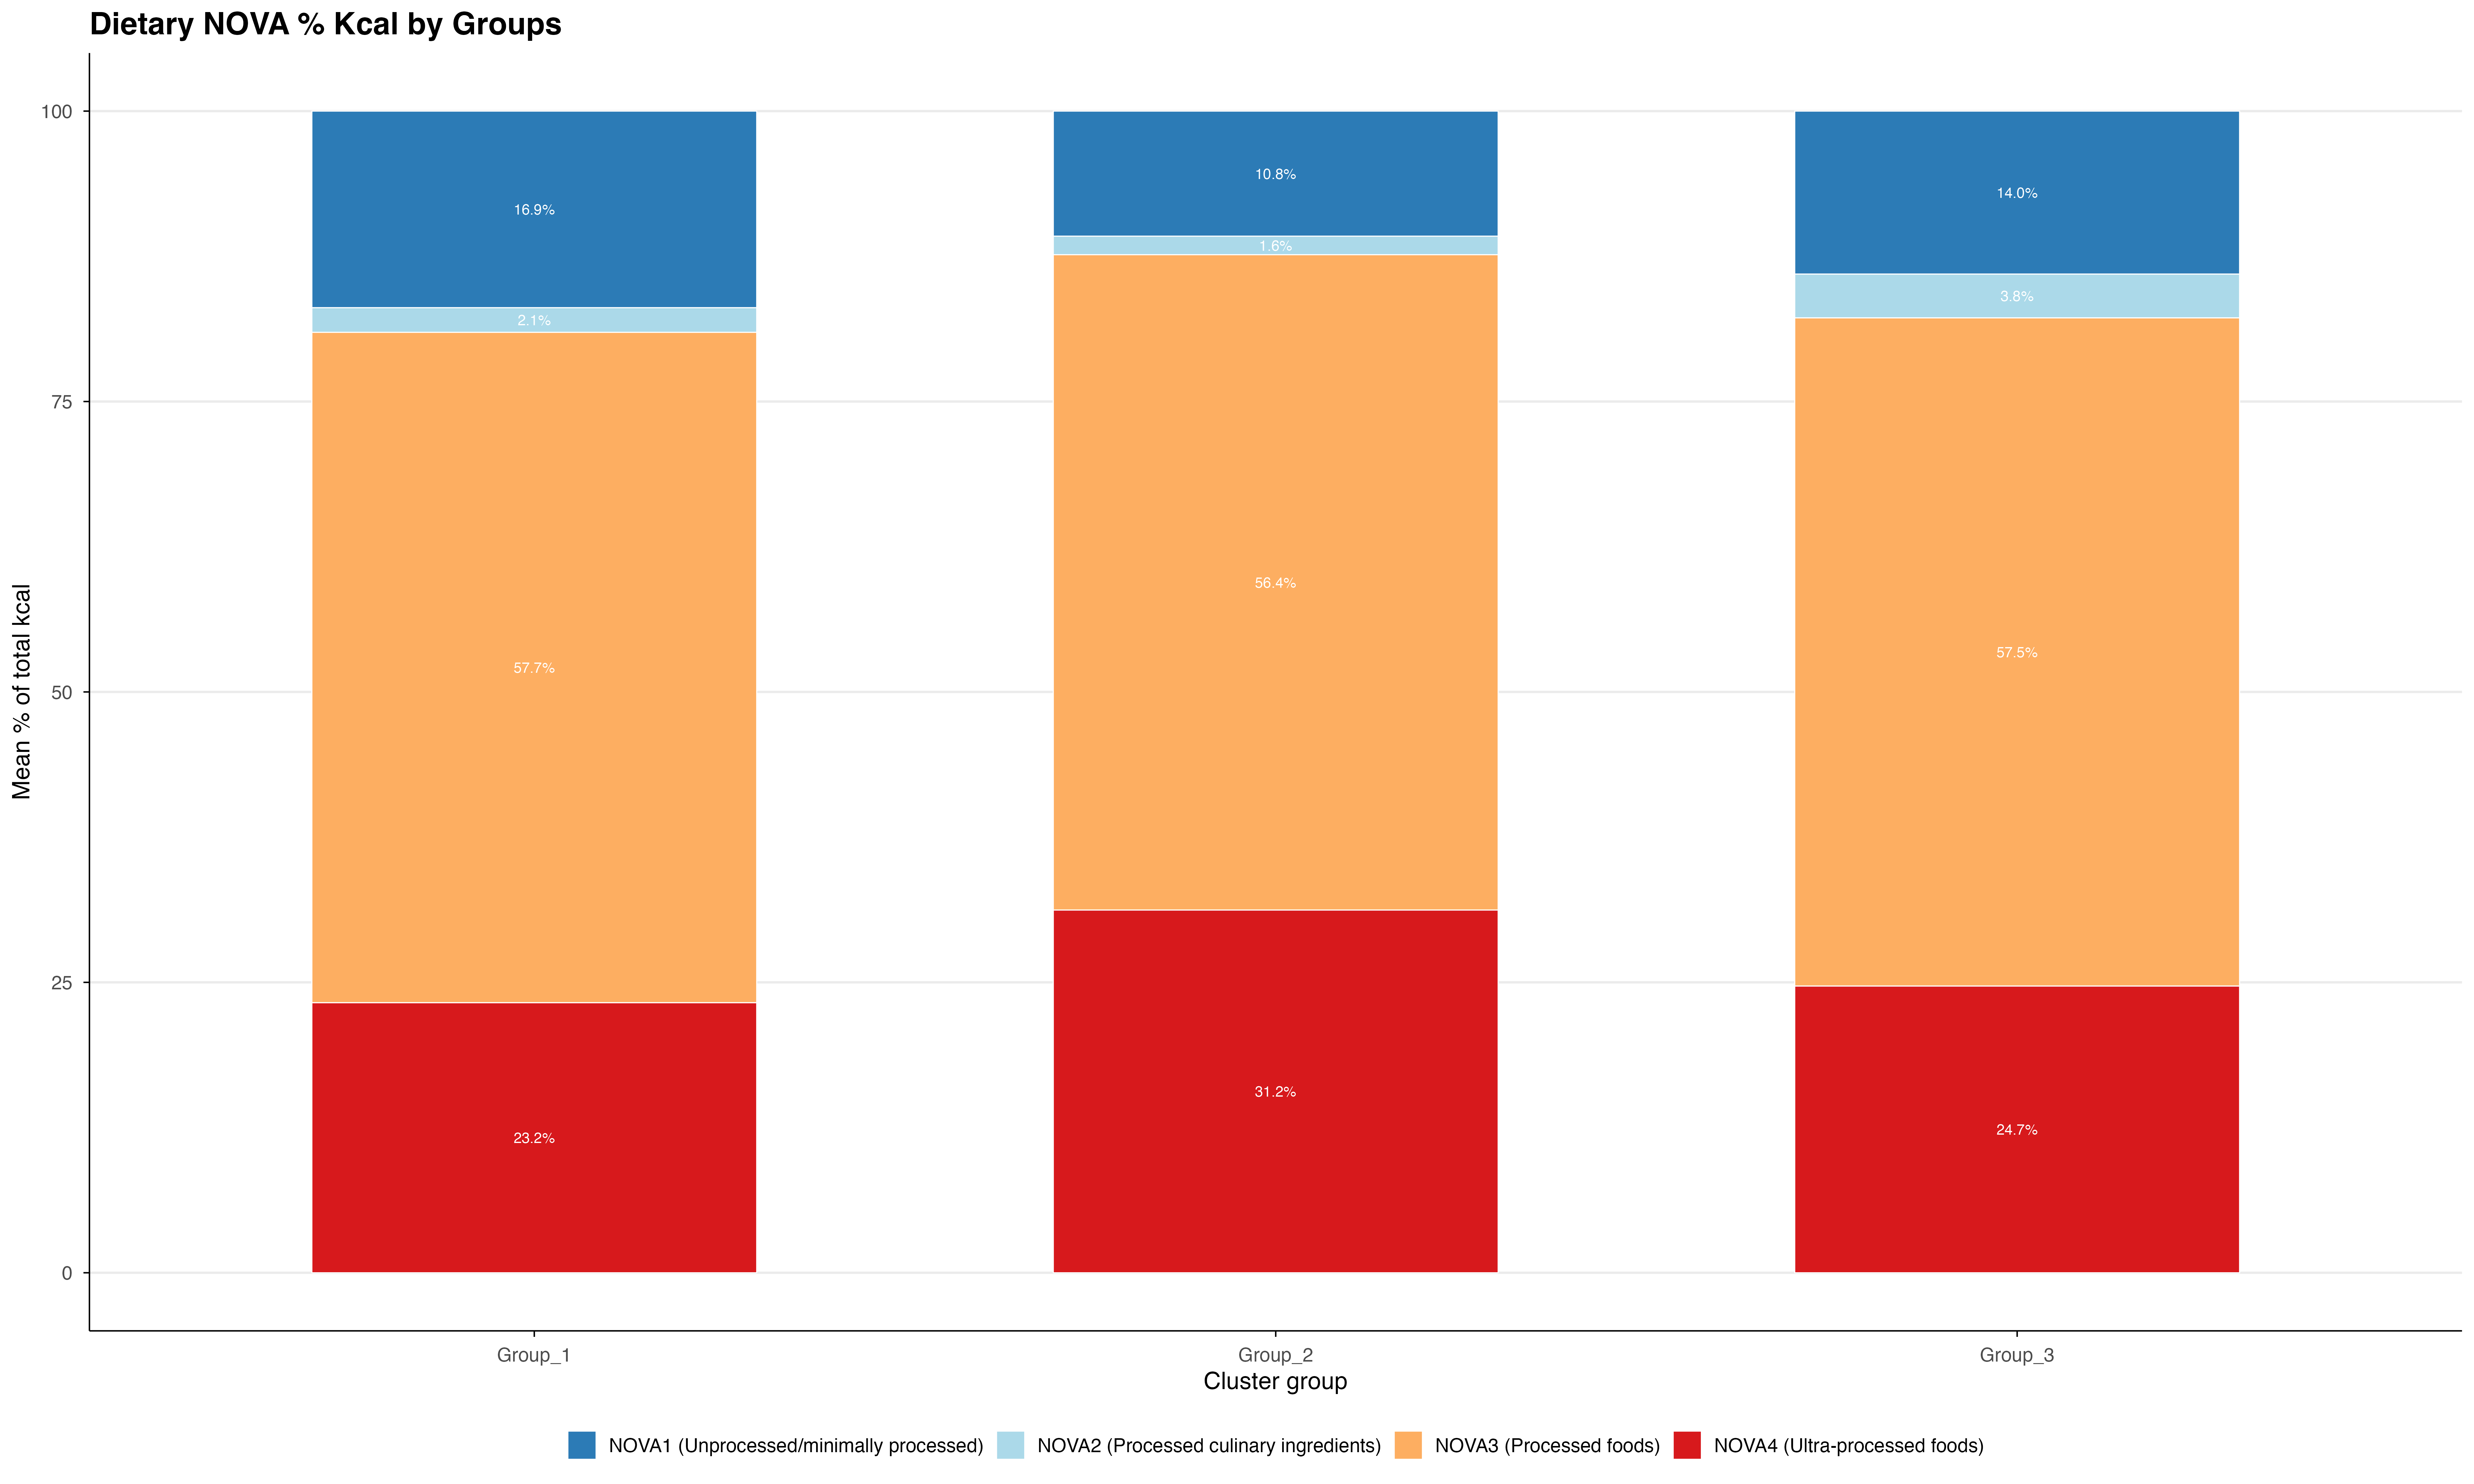 Dietary NOVA % Kcal by Groups
Mean % of total kcal
100
75
50
25
0
16.9%
2.1%
57.7%
23.2%
10.8%
1.6%
56.4%
31.2%
14.0%
3.8%
57.5%
24.7%
Group_1
Group_2
Group_3
Cluster group
NOVA1 (Unprocessed/minimally processed)
NOVA2 (Processed culinary ingredients)
NOVA3 (Processed foods)
NOVA4 (Ultra-processed foods)